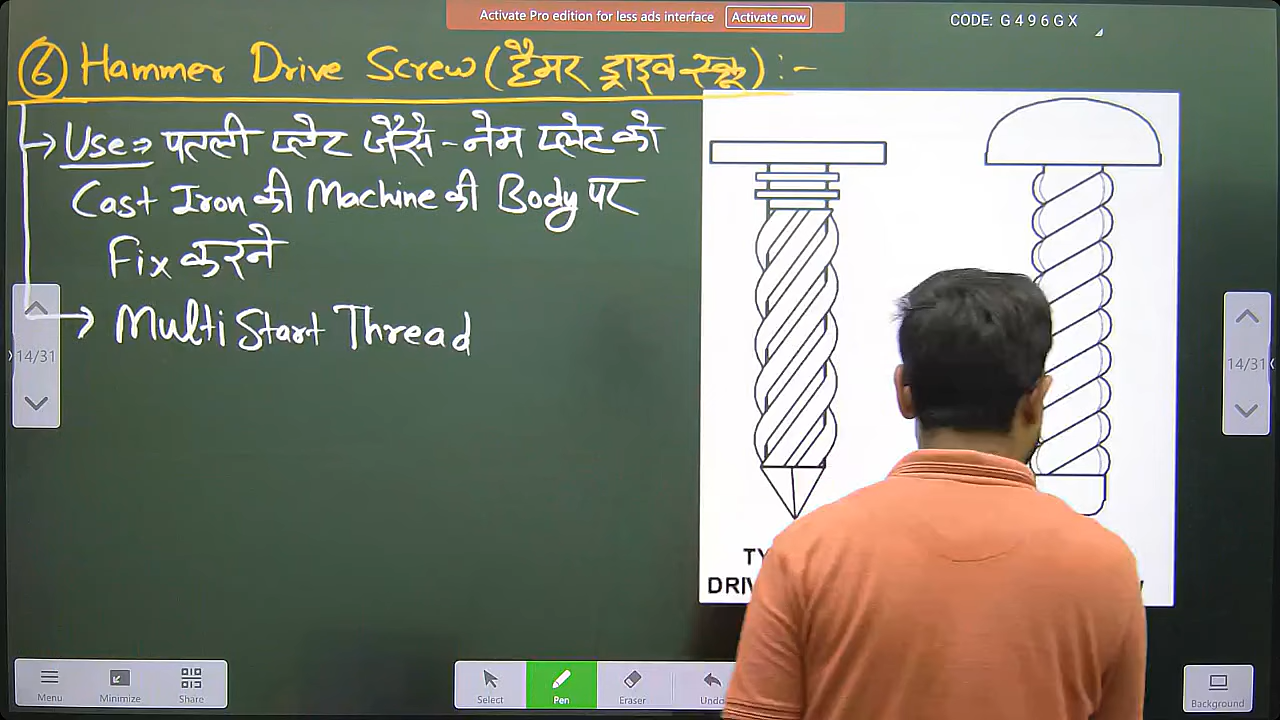 Activate Pro edition for less ads interface Activate now
CODE: G 4 9 6 G X
⑥ Hammer Drive Screw (हैमर ड्राइव स्क्रू) :-
→ Use ⇒ पतली प्लेट जैसे - नेम प्लेट को
Cast Iron की Machine की Body पर
Fix करने
→ Multi Start Thread
14/31
14/31
Menu Minimize Share Select Pen Eraser Undo Background